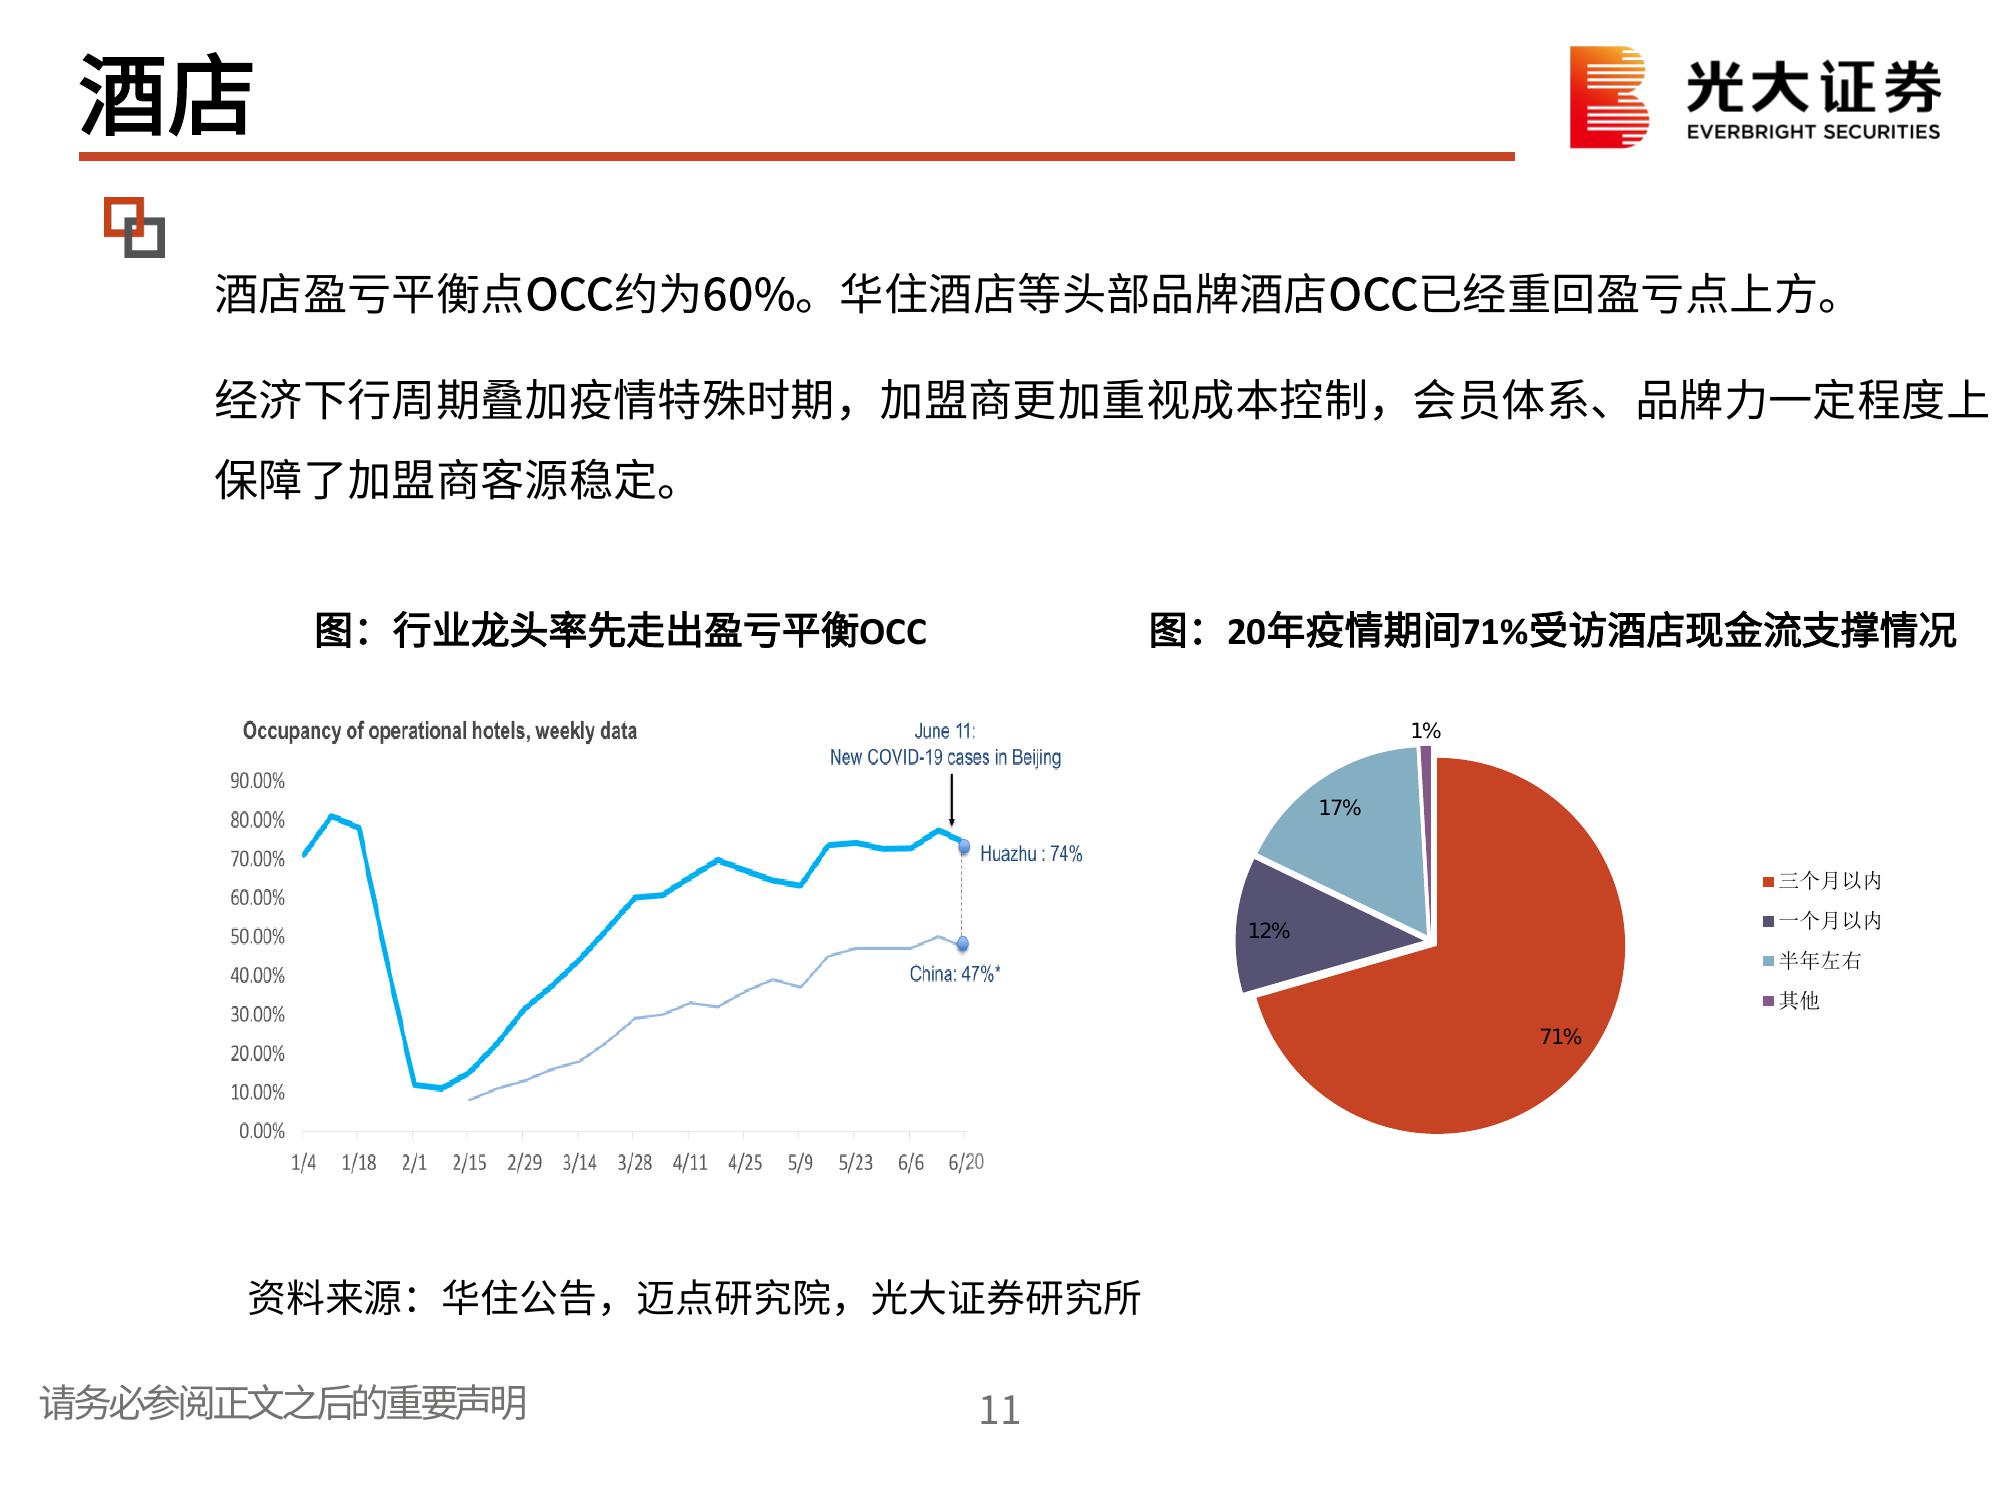 酒店
光大证券
EVERBRIGHT SECURITIES
酒店盈亏平衡点OCC约为60%。华住酒店等头部品牌酒店OCC已经重回盈亏点上方。
经济下行周期叠加疫情特殊时期，加盟商更加重视成本控制，会员体系、品牌力一定程度上
保障了加盟商客源稳定。
图：行业龙头率先走出盈亏平衡OCC
图：20年疫情期间71%受访酒店现金流支撑情况
Occupancy of operational hotels, weekly data
June 11:
New COVID-19 cases in Beijing
90.00%
80.00%
70.00%
60.00%
50.00%
40.00%
30.00%
20.00%
10.00%
0.00%
Huazhu : 74%
China: 47%*
1/4 1/18 2/1 2/15 2/29 3/14 3/28 4/11 4/25 5/9 5/23 6/6 6/20
1%
17%
12%
71%
三个月以内
一个月以内
半年左右
其他
资料来源：华住公告，迈点研究院，光大证券研究所
请务必参阅正文之后的重要声明
11